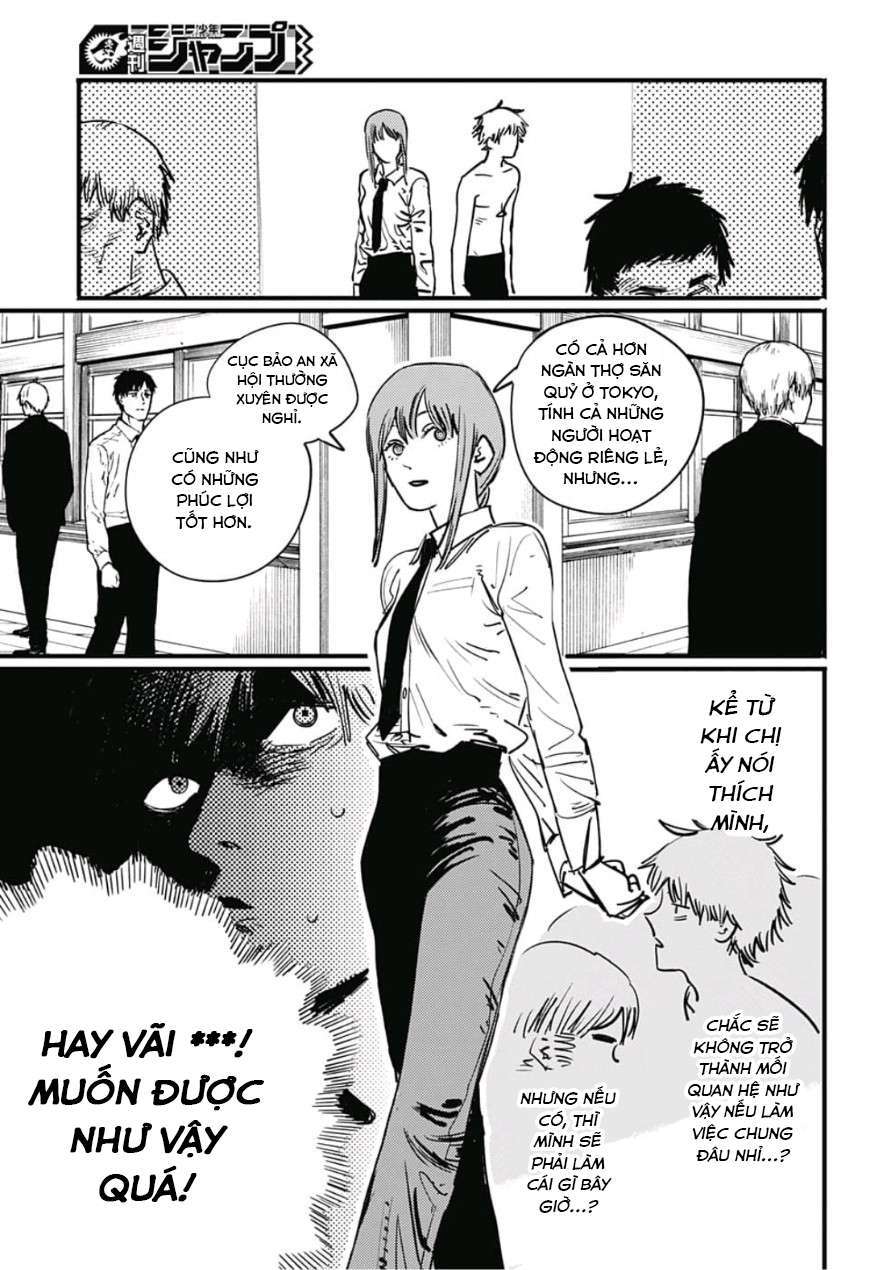 週刊
少年
ジャンプ
CÓ CẢ HƠN
NGÀN THỢ SĂN
QUỶ Ở TOKYO,
TÍNH CẢ NHỮNG
NGƯỜI HOẠT
ĐỘNG RIÊNG LẺ,
NHƯNG...
CỤC BẢO AN XÃ
HỘI THƯỜNG
XUYÊN ĐƯỢC
NGHỈ.
CŨNG NHƯ
CÓ NHỮNG
PHÚC LỢI
TỐT HƠN.
KỂ TỪ
KHI CHỊ
ẤY NÓI
THÍCH
MÌNH,
CHẮC SẼ
KHÔNG TRỞ
THÀNH MỐI
QUAN HỆ NHƯ
VẬY NẾU LÀM
VIỆC CHUNG
ĐÂU NHỈ...?
NHƯNG NẾU
CÓ, THÌ
MÌNH SẼ
PHẢI LÀM
CÁI GÌ BÂY
GIỜ...?
HAY VÃI ***!
MUỐN ĐƯỢC
NHƯ VẬY
QUÁ!